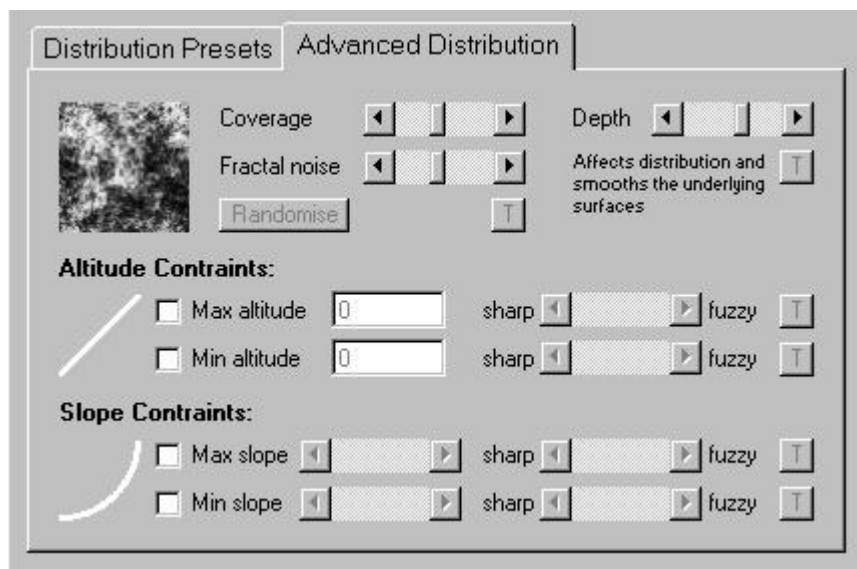 Distribution Presets Advanced Distribution
Coverage Depth
Fractal noise Affects distribution and
smooths the underlying
surfaces
T
Randomise T
Altitude Contraints:
Max altitude 0 sharp fuzzy T
Min altitude 0 sharp fuzzy T
Slope Contraints:
Max slope sharp fuzzy T
Min slope sharp fuzzy T